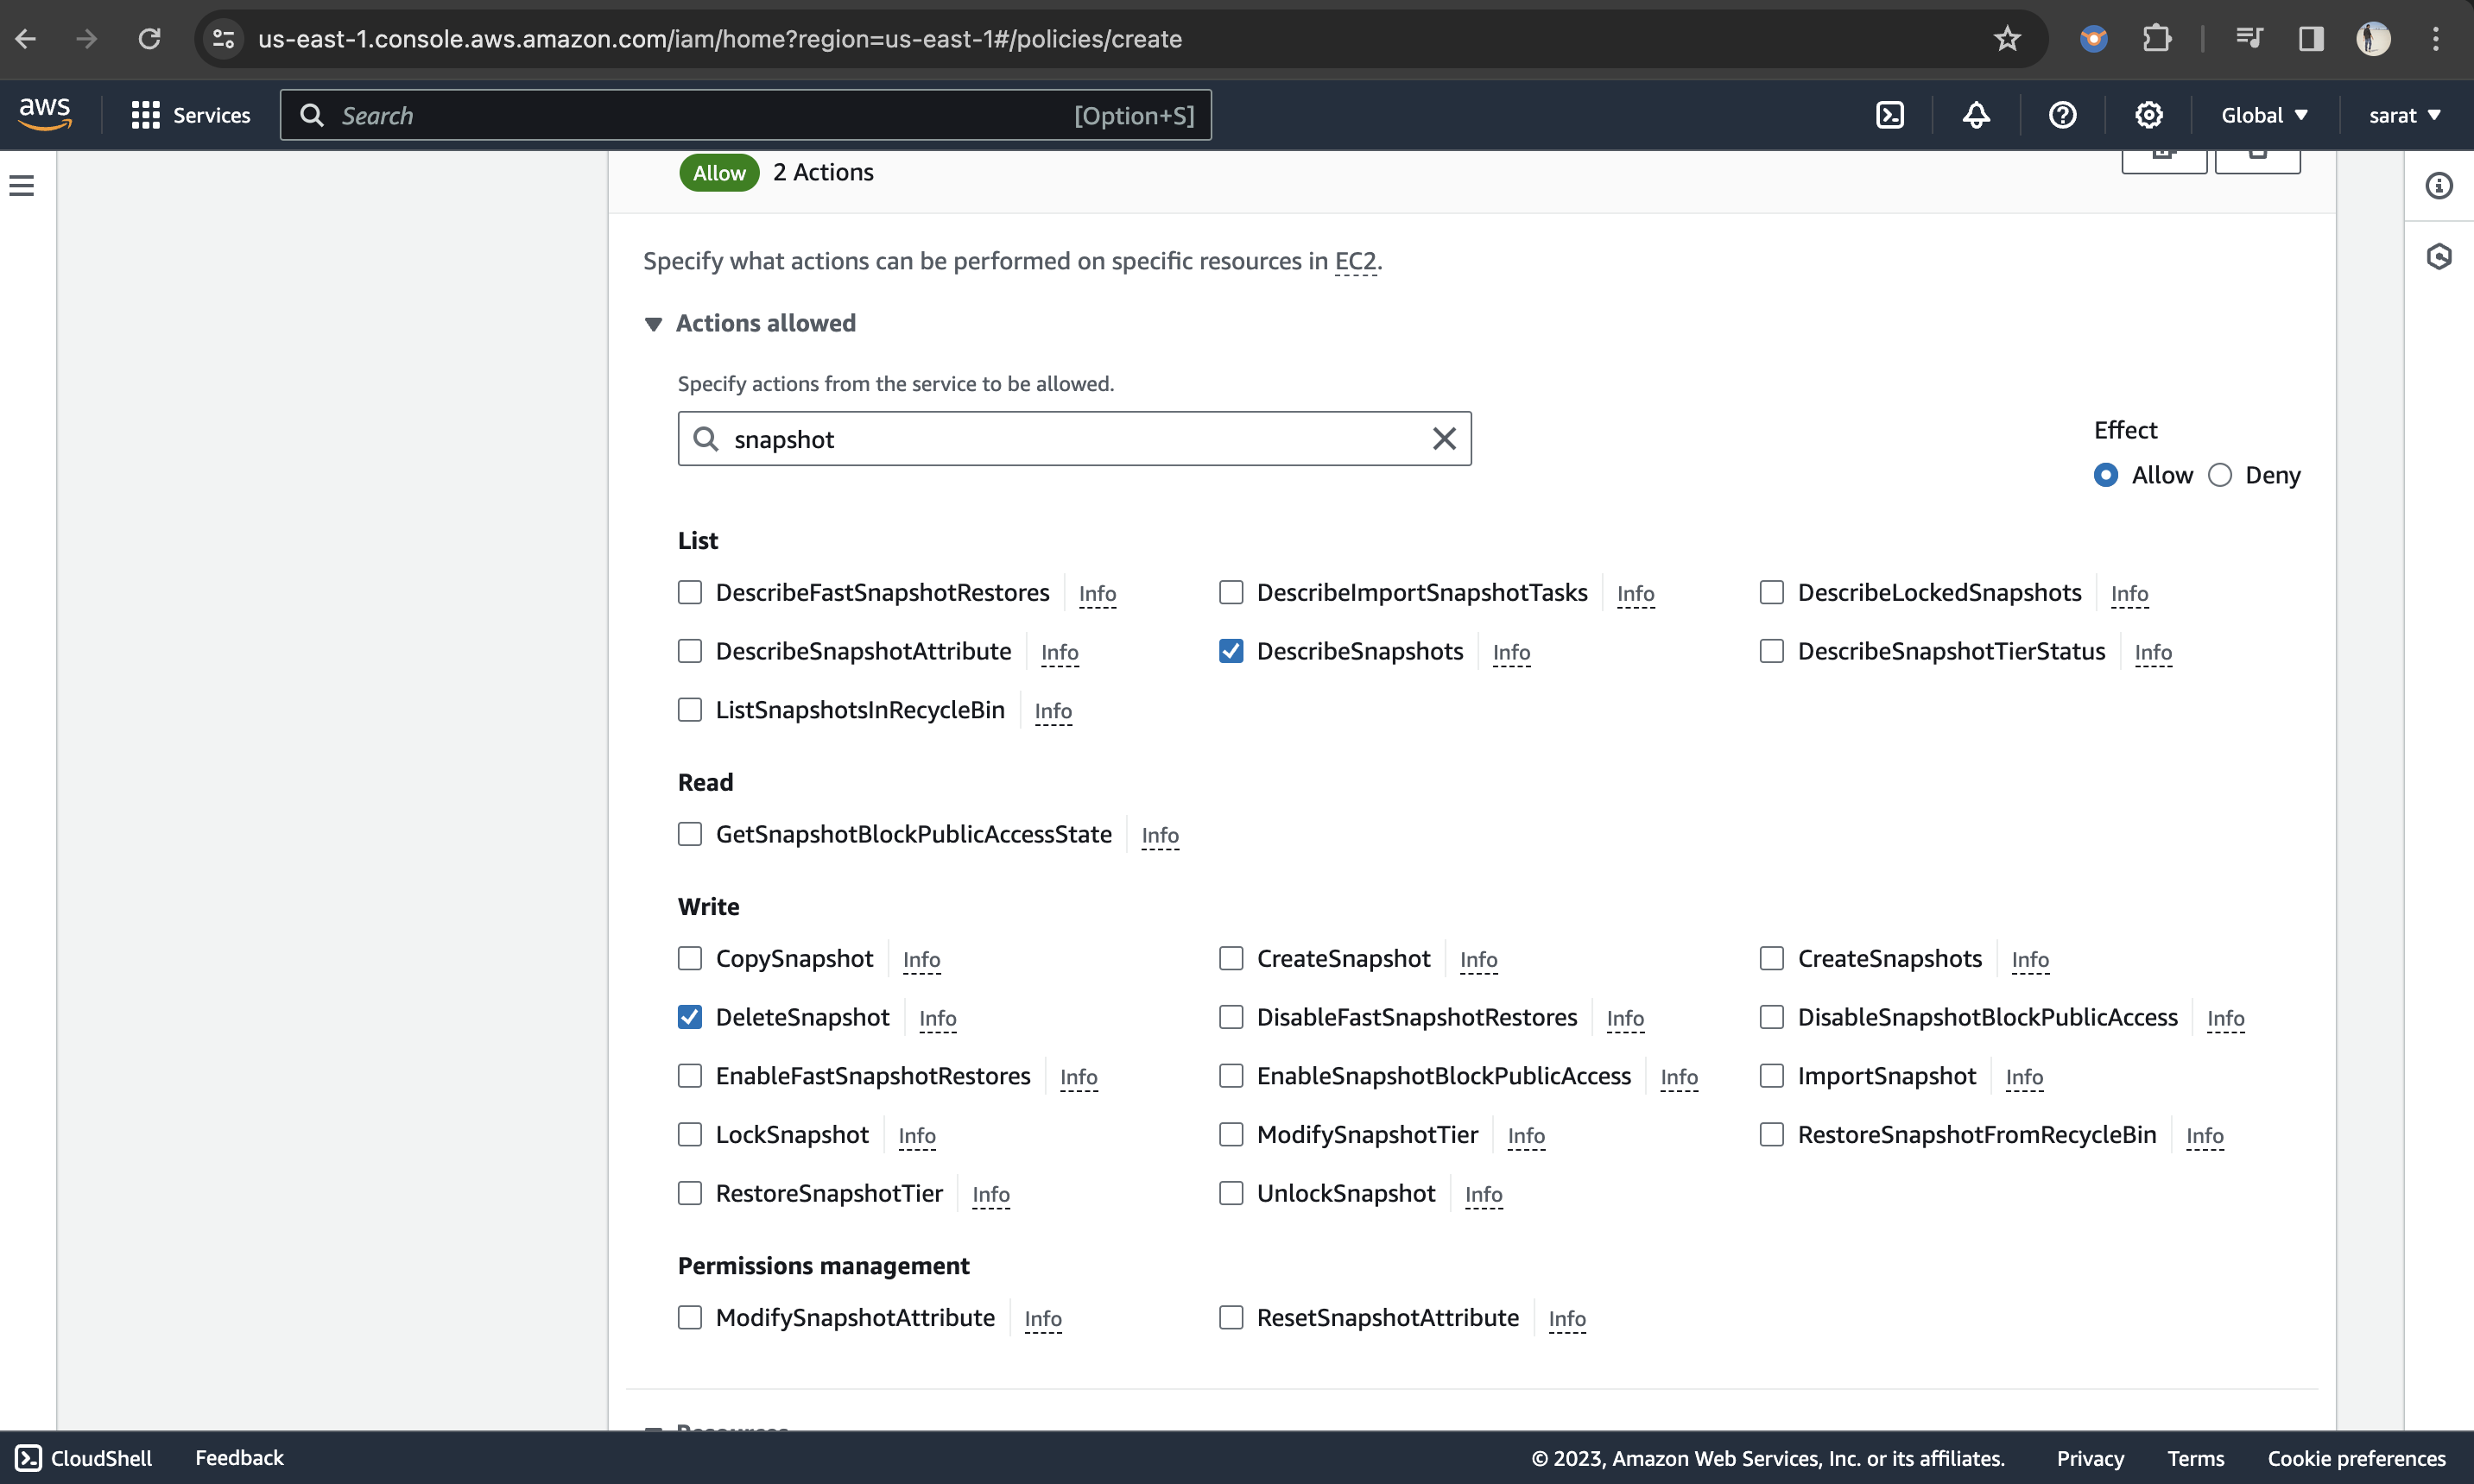 us-east-1.console.aws.amazon.com/iam/home?region=us-east-1#/policies/create
aws Services Search [Option+S] Global sarat
Allow 2 Actions
Specify what actions can be performed on specific resources in EC2.
Actions allowed
Specify actions from the service to be allowed.
snapshot
Effect
Allow Deny
List
DescribeFastSnapshotRestores Info DescribeImportSnapshotTasks Info DescribeLockedSnapshots Info
DescribeSnapshotAttribute Info DescribeSnapshots Info DescribeSnapshotTierStatus Info
ListSnapshotsInRecycleBin Info
Read
GetSnapshotBlockPublicAccessState Info
Write
CopySnapshot Info CreateSnapshot Info CreateSnapshots Info
DeleteSnapshot Info DisableFastSnapshotRestores Info DisableSnapshotBlockPublicAccess Info
EnableFastSnapshotRestores Info EnableSnapshotBlockPublicAccess Info ImportSnapshot Info
LockSnapshot Info ModifySnapshotTier Info RestoreSnapshotFromRecycleBin Info
RestoreSnapshotTier Info UnlockSnapshot Info
Permissions management
ModifySnapshotAttribute Info ResetSnapshotAttribute Info
Resources
CloudShell Feedback © 2023, Amazon Web Services, Inc. or its affiliates. Privacy Terms Cookie preferences